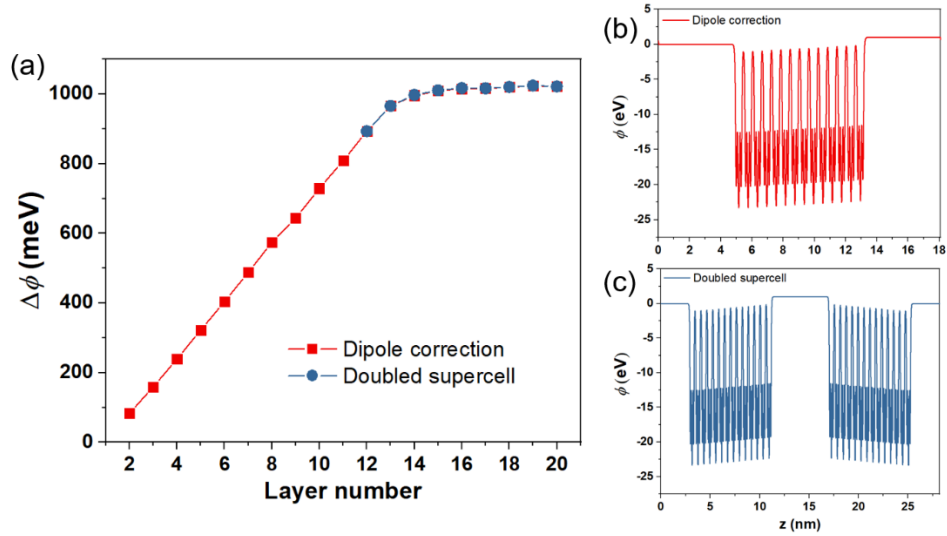 (a)
Δϕ (meV)
1000
800
600
400
200
0
2 4 6 8 10 12 14 16 18 20
Layer number
Dipole correction
Doubled supercell
(b)
ϕ (eV)
5
0
-5
-10
-15
-20
-25
0 2 4 6 8 10 12 14 16 18
Dipole correction
(c)
ϕ (eV)
5
0
-5
-10
-15
-20
-25
0 5 10 15 20 25
z (nm)
Doubled supercell